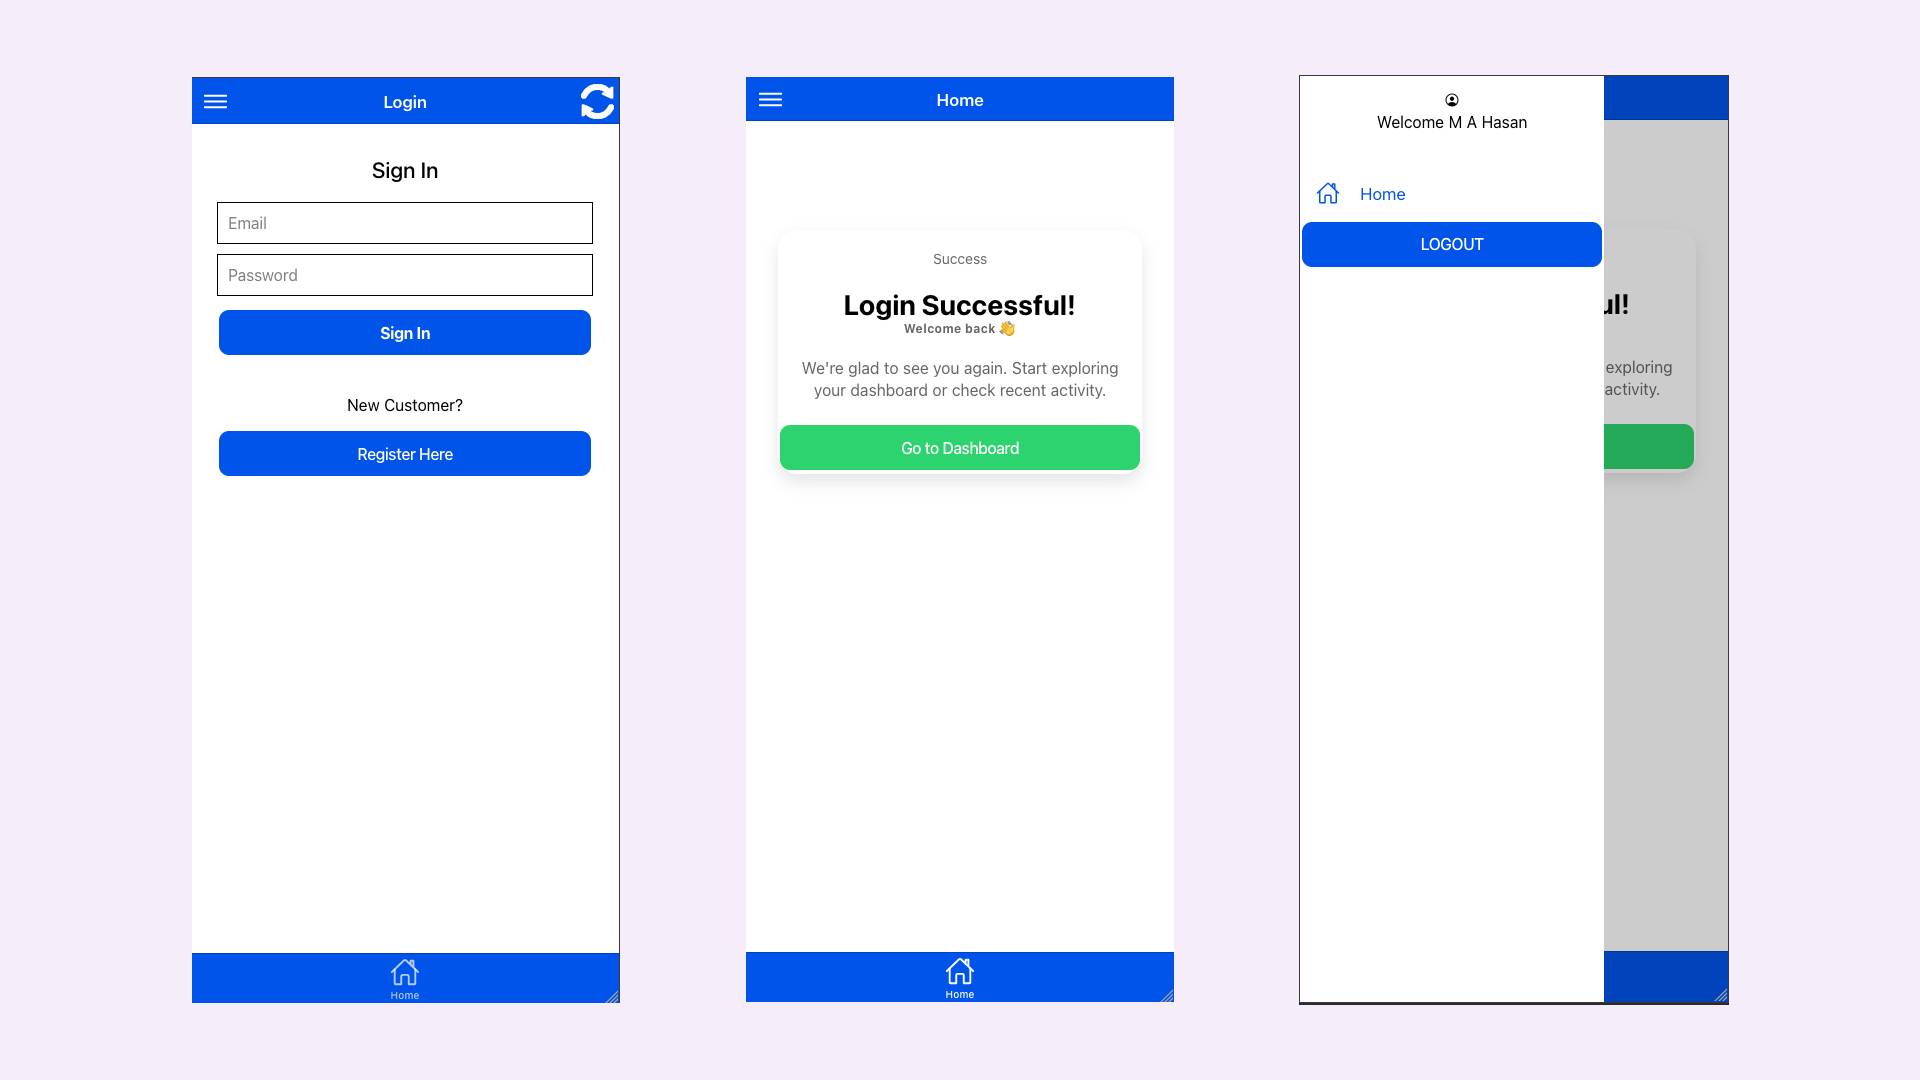 Login
Sign In
Email
Password
Sign In
New Customer?
Register Here
Home
Home
Success
Login Successful!
Welcome back 👋
We're glad to see you again. Start exploring
your dashboard or check recent activity.
Go to Dashboard
Home
Welcome M A Hasan
Home
LOGOUT
ul!
exploring
activity.